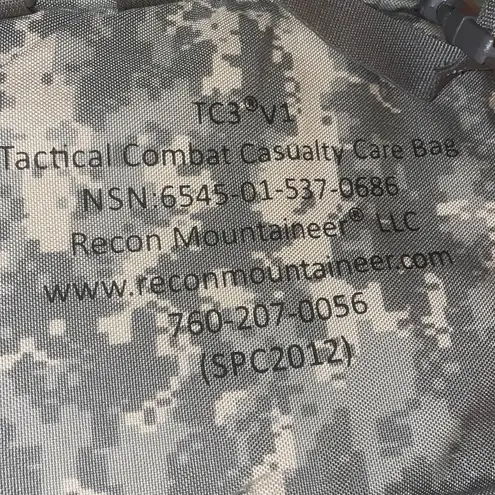 TC3®V1
Tactical Combat Casualty Care Bag
NSN:6545-01-537-0686
Recon Mountaineer® LLC
www.reconmountaineer.com
760-207-0056
(SPC2012)